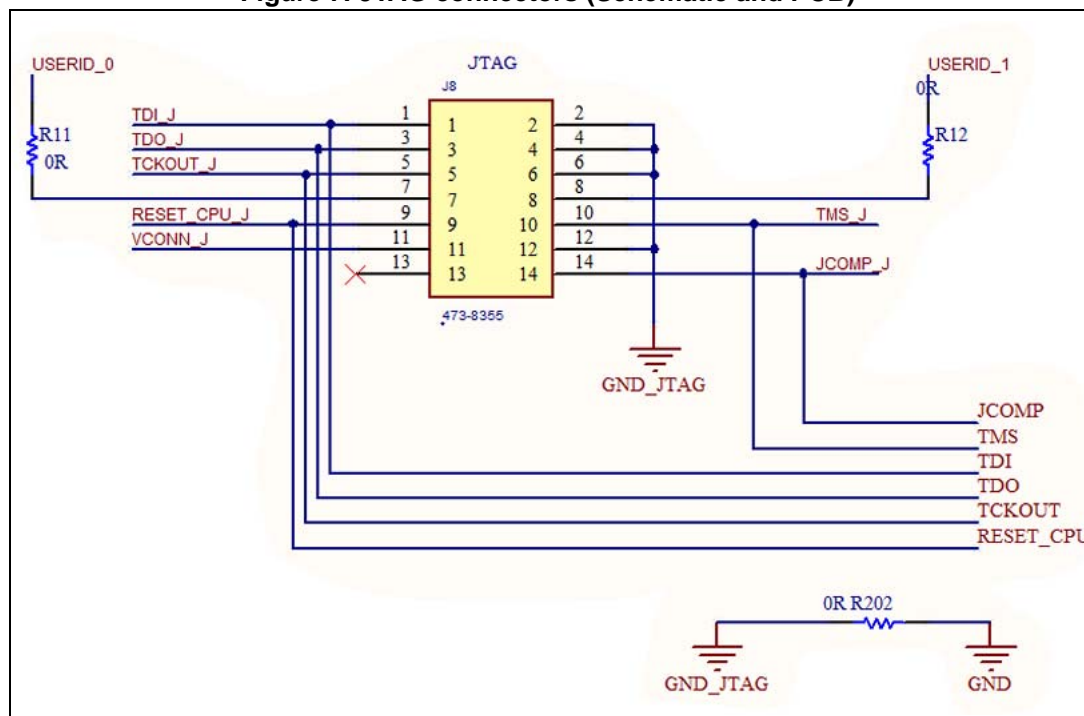 USERID_0
JTAG
USERID_1
J8
0R
TDI_J
1
1
2
2
R11
TDO_J
3
3
4
4
R12
0R
TCKOUT_J
5
5
6
6
7
7
8
8
RESET_CPU_J
9
9
10
10
TMS_J
VCONN_J
11
11
12
12
13
13
14
14
JCOMP_J
473-8355
GND_JTAG
JCOMP
TMS
TDI
TDO
TCKOUT
RESET_CPU
0R R202
GND_JTAG
GND